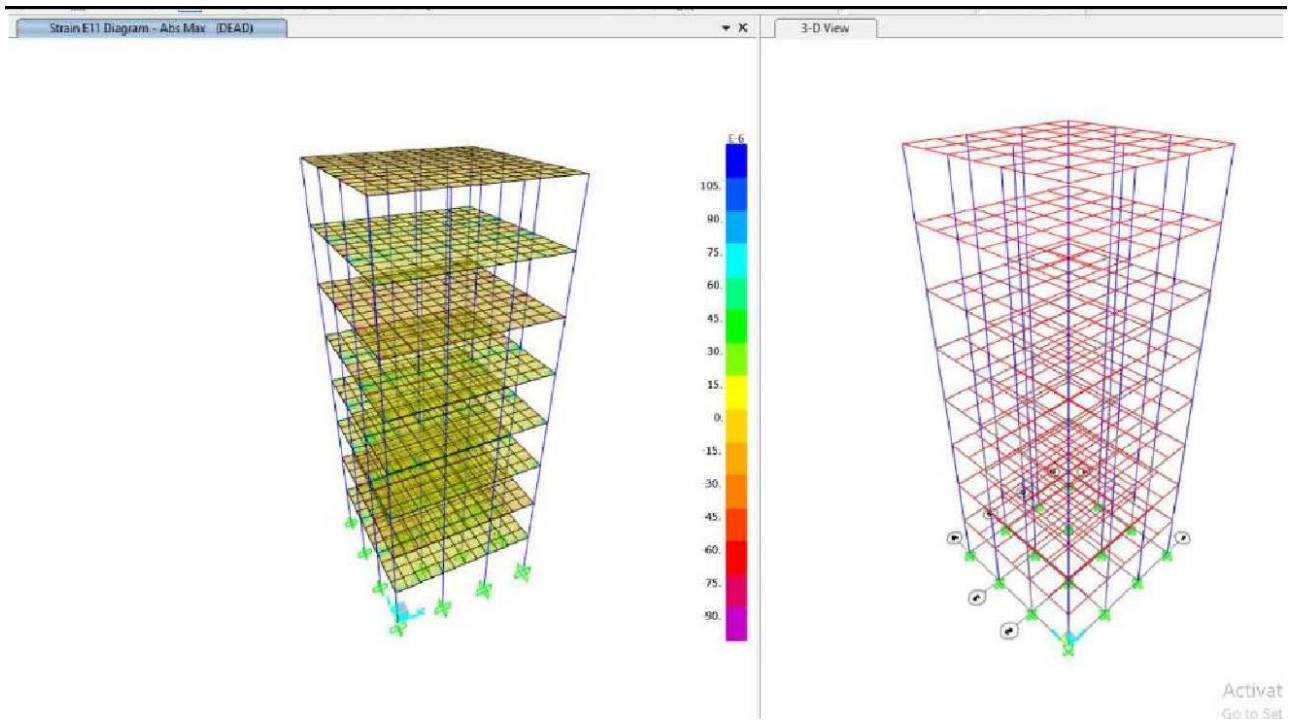 Strain E11 Diagram - Abs Max (DEAD)
3-D View
E-6
105.
90.
75.
60.
45.
30.
15.
0.
-15.
-30.
-45.
-60.
-75.
-90.
Activat
Go to Set